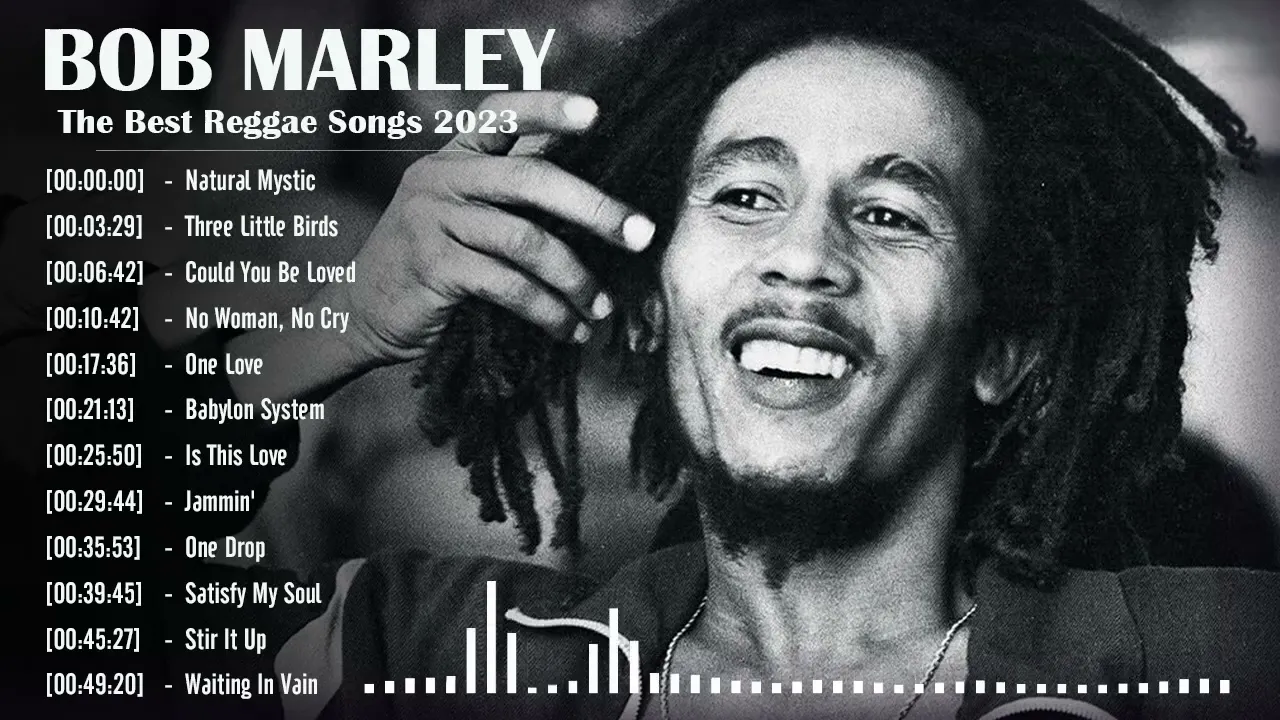 BOB MARLEY
The Best Reggae Songs 2023
[00:00:00] - Natural Mystic
[00:03:29] - Three Little Birds
[00:06:42] - Could You Be Loved
[00:10:42] - No Woman, No Cry
[00:17:36] - One Love
[00:21:13] - Babylon System
[00:25:50] - Is This Love
[00:29:44] - Jammin'
[00:35:53] - One Drop
[00:39:45] - Satisfy My Soul
[00:45:27] - Stir It Up
[00:49:20] - Waiting In Vain